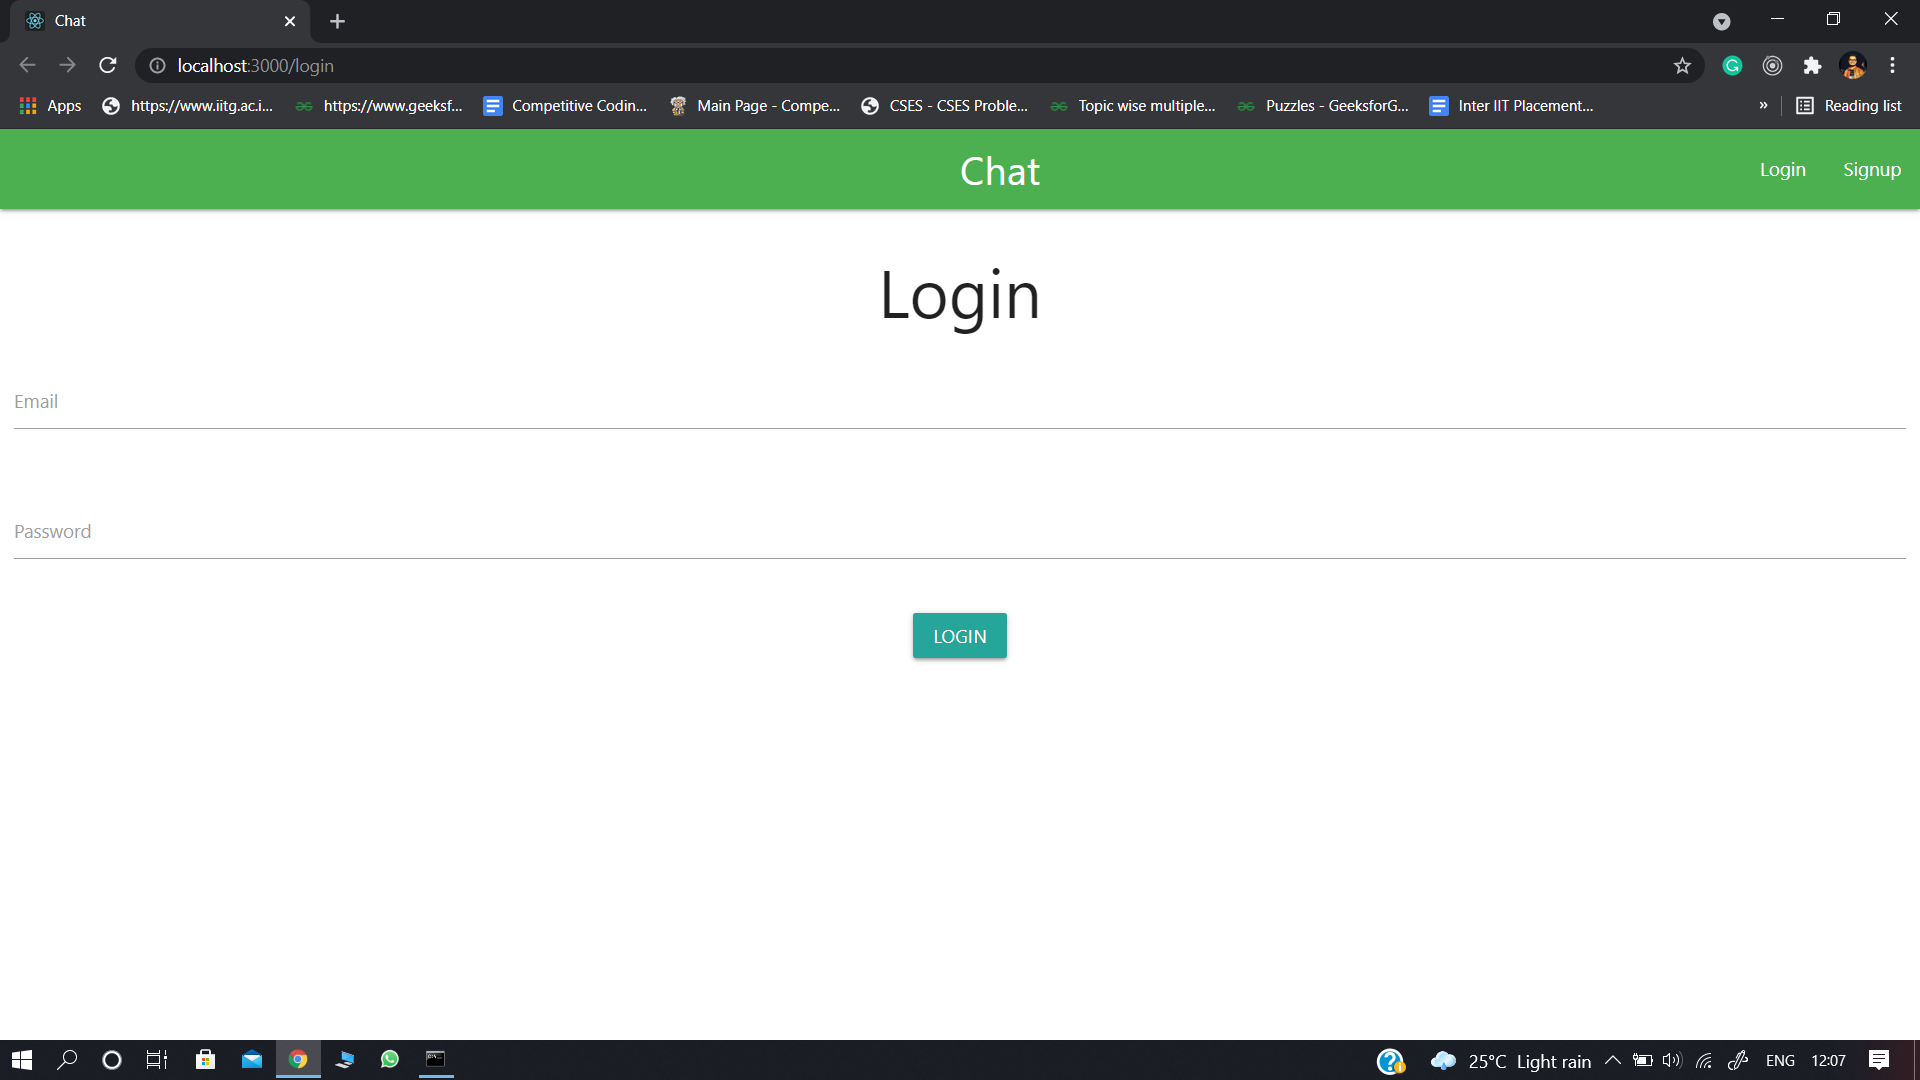 Chat
localhost:3000/login
Apps https://www.iitg.ac.i... https://www.geeksf... Competitive Codin... Main Page - Compe... CSES - CSES Proble... Topic wise multiple... Puzzles - GeeksforG... Inter IIT Placement... » Reading list
Chat Login Signup
Login
Email
Password
LOGIN
25°C Light rain ENG 12:07